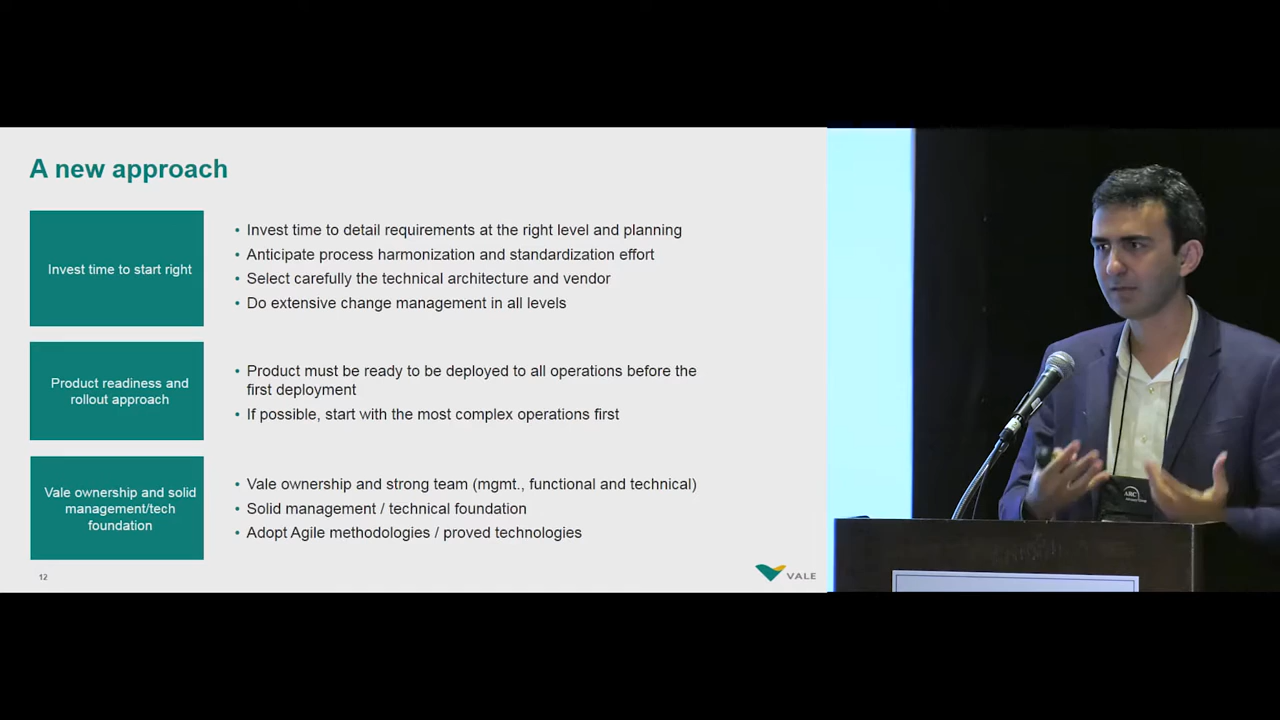 A new approach
Invest time to start right
• Invest time to detail requirements at the right level and planning
• Anticipate process harmonization and standardization effort
• Select carefully the technical architecture and vendor
• Do extensive change management in all levels
Product readiness and
rollout approach
• Product must be ready to be deployed to all operations before the
first deployment
• If possible, start with the most complex operations first
Vale ownership and solid
management/tech
foundation
• Vale ownership and strong team (mgmt., functional and technical)
• Solid management / technical foundation
• Adopt Agile methodologies / proved technologies
12
VALE
ARC